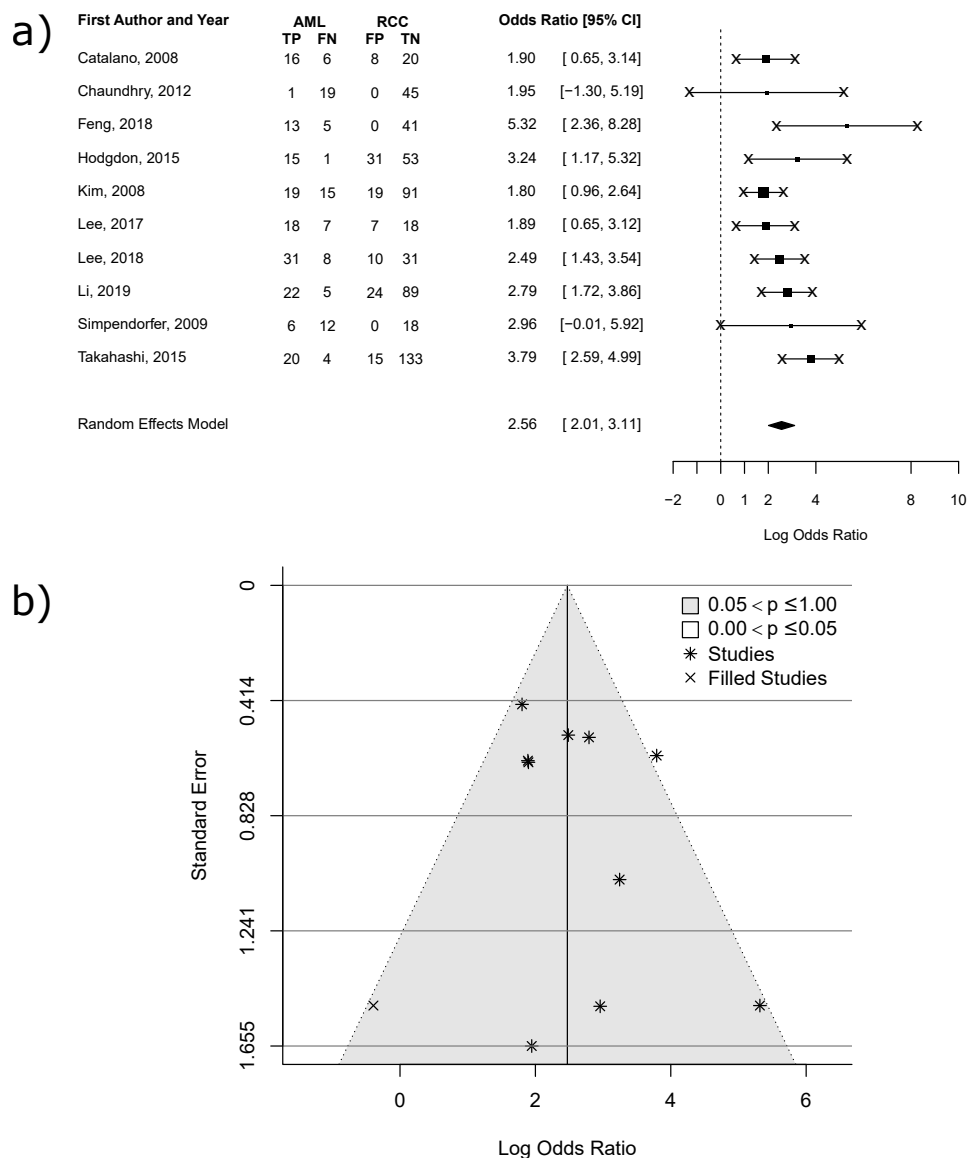 a)
First Author and Year AML RCC Odds Ratio [95% CI]
TP FN FP TN
Catalano, 2008 16 6 8 20 1.90 [ 0.65, 3.14]
Chaundhry, 2012 1 19 0 45 1.95 [−1.30, 5.19]
Feng, 2018 13 5 0 41 5.32 [ 2.36, 8.28]
Hodgdon, 2015 15 1 31 53 3.24 [ 1.17, 5.32]
Kim, 2008 19 15 19 91 1.80 [ 0.96, 2.64]
Lee, 2017 18 7 7 18 1.89 [ 0.65, 3.12]
Lee, 2018 31 8 10 31 2.49 [ 1.43, 3.54]
Li, 2019 22 5 24 89 2.79 [ 1.72, 3.86]
Simpendorfer, 2009 6 12 0 18 2.96 [−0.01, 5.92]
Takahashi, 2015 20 4 15 133 3.79 [ 2.59, 4.99]
Random Effects Model 2.56 [ 2.01, 3.11]
−2 0 1 2 4 8 10
Log Odds Ratio
b)
0.05 < p ≤1.00
0.00 < p ≤0.05
Studies
Filled Studies
Standard Error
0
0.414
0.828
1.241
1.655
0 2 4 6
Log Odds Ratio